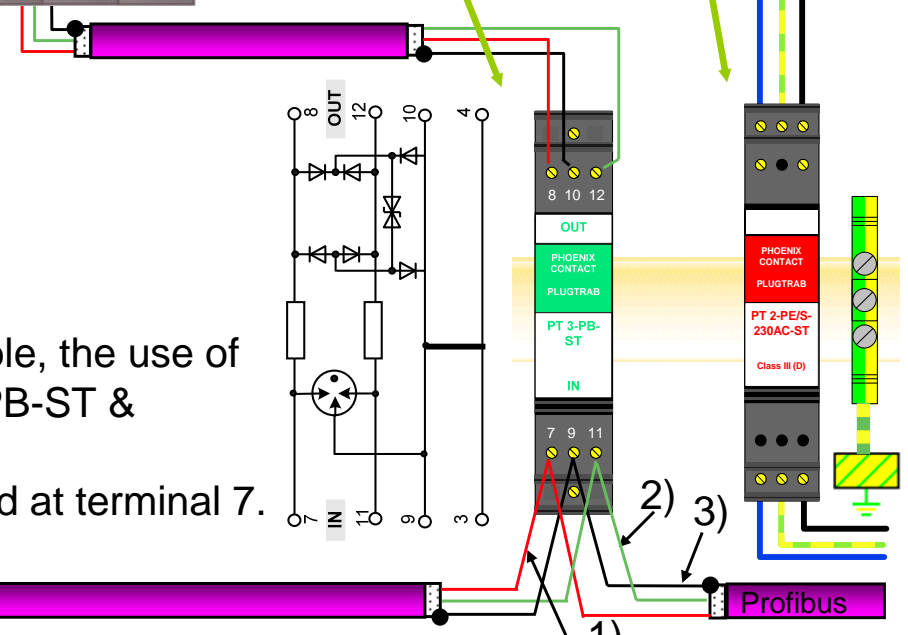 8
OUT
12
10
4
8 10 12
OUT
PHOENIX
CONTACT
PLUGTRAB
PT 3-PB-
ST
IN
7 9 11
PHOENIX
CONTACT
PLUGTRAB
PT 2-PE/S-
230AC-ST
Class III (D)
ple, the use of
PB-ST &
d at terminal 7.
7
IN
11
9
3
2)
3)
1)
Profibus